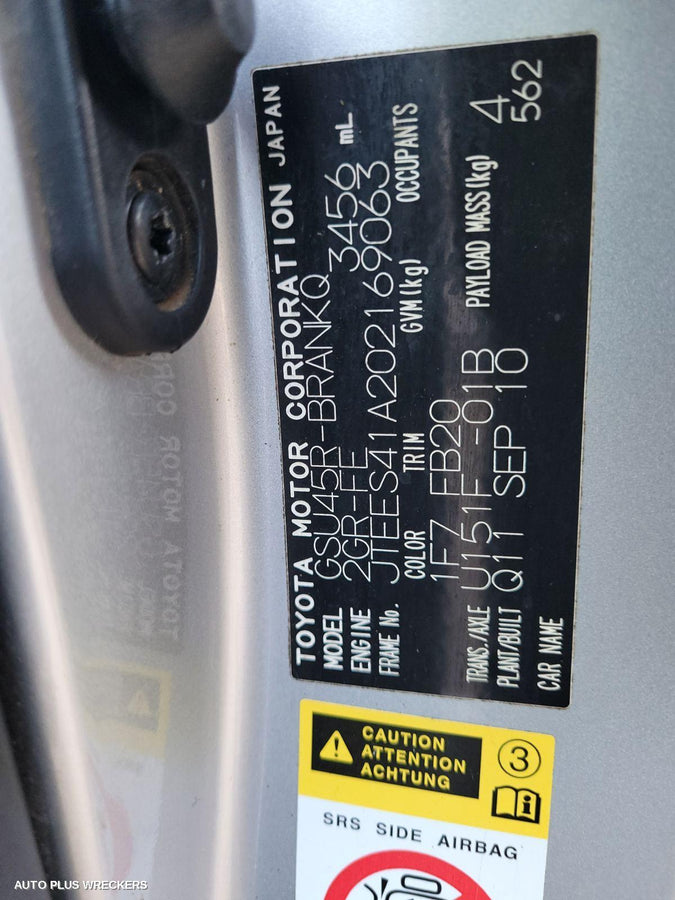 TOYOTA MOTOR CORPORATION JAPAN
MODEL GSU45R-BRANKQ
ENGINE 2GR-FE 3456 mL
FRAME No. JTEES41A202169063
COLOR TRIM GVM(kg) OCCUPANTS
1F7 FB20 4
TRANS./AXLE U151F -01B PAYLOAD MASS(kg) 562
PLANT/BUILT Q11 SEP 10
CAR NAME
CAUTION
ATTENTION
ACHTUNG
3
SRS SIDE AIRBAG
AUTO PLUS WRECKERS